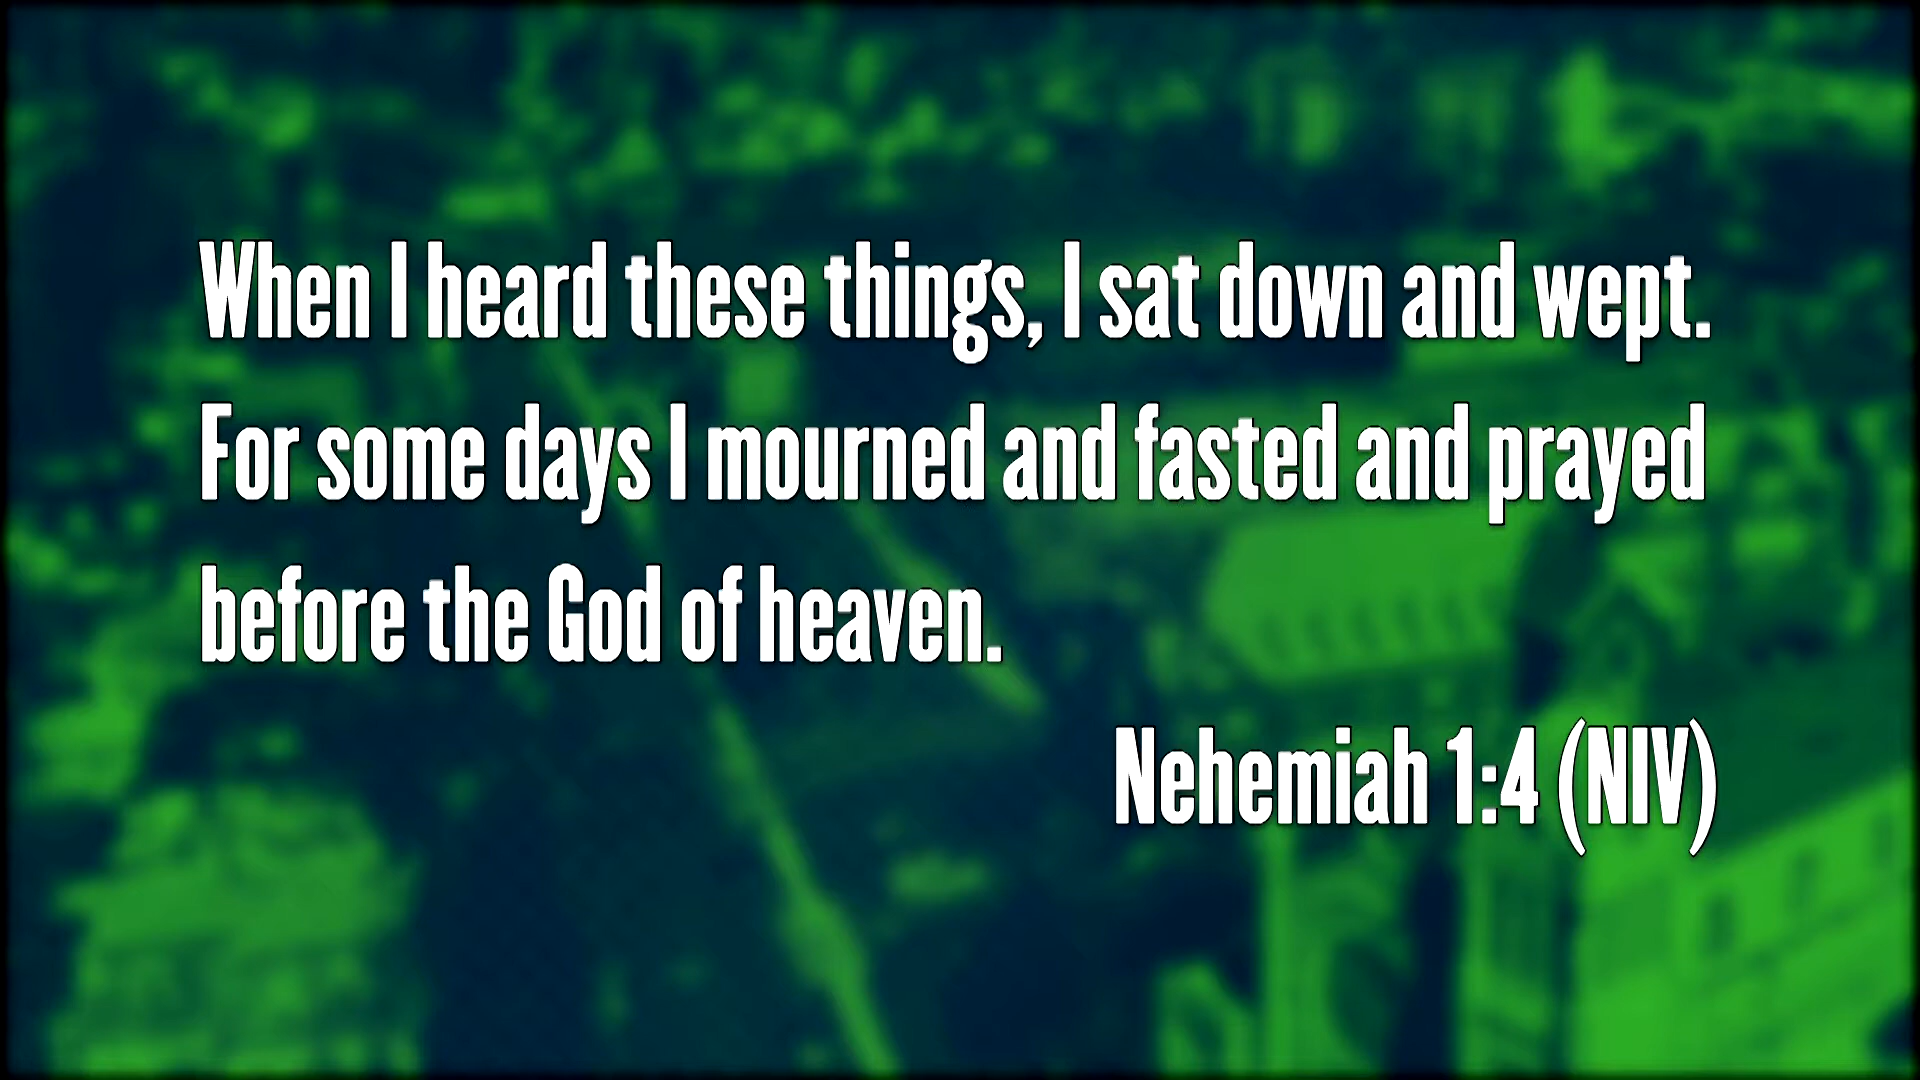 When I heard these things, I sat down and wept.
For some days I mourned and fasted and prayed
before the God of heaven.
Nehemiah 1:4 (NIV)